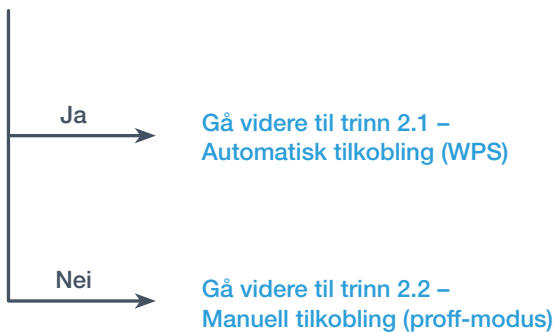 Ja
Gå videre til trinn 2.1 –
Automatisk tilkobling (WPS)
Nei
Gå videre til trinn 2.2 –
Manuell tilkobling (proff-modus)